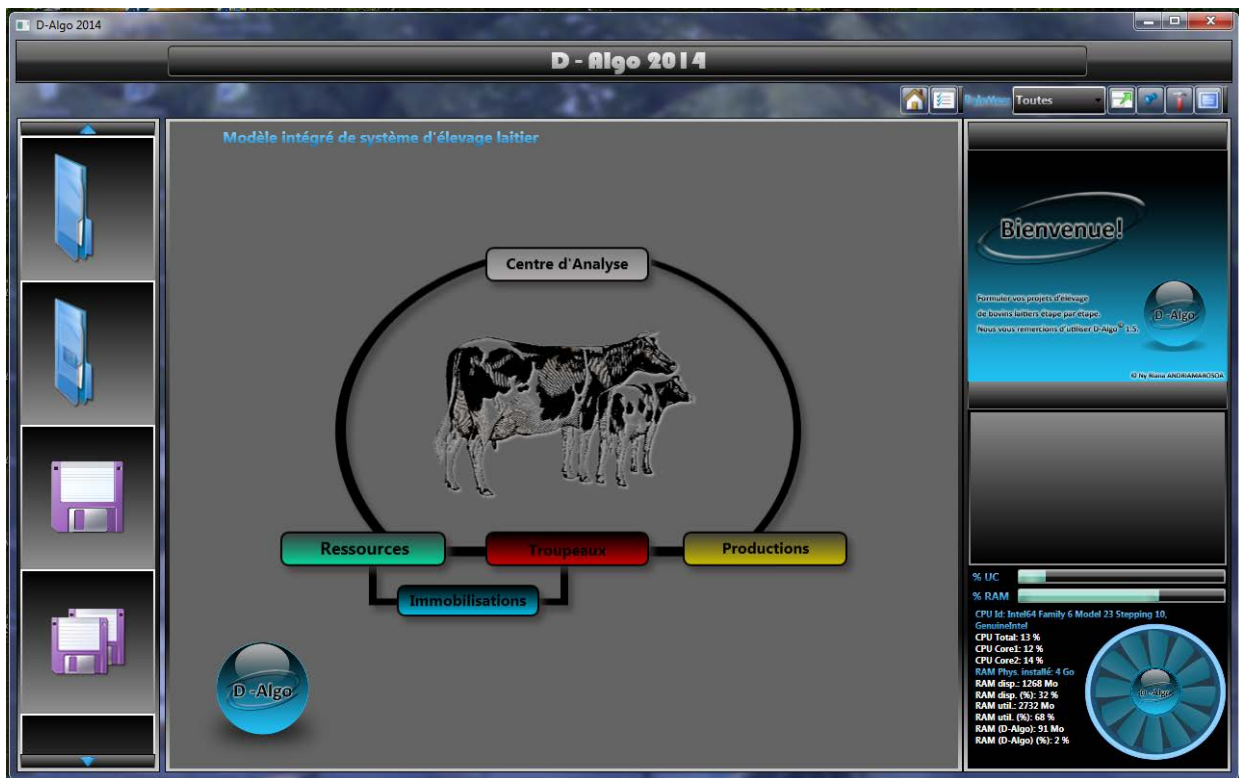 D-Algo 2014
D - Algo 2014
Toutes
Modèle intégré de système d'élevage laitier
Centre d'Analyse
Ressources
Troupeaux
Productions
Immobilisations
D-Algo
Bienvenue!
Formuler vos projets d'élevage
de bovins laitiers étape par étape.
Nous vous remercions d'utiliser D-Algo© 1.5.
D-Algo
© Ny Riana ANDRIAMAROSOA
% UC
% RAM
CPU Id: Intel64 Family 6 Model 23 Stepping 10,
GenuineIntel
CPU Total: 13 %
CPU Core1: 12 %
CPU Core2: 14 %
RAM Phys. installé: 4 Go
RAM disp.: 1268 Mo
RAM disp. (%): 32 %
RAM util.: 2732 Mo
RAM util. (%): 68 %
RAM (D-Algo): 91 Mo
RAM (D-Algo) (%): 2 %
D-Algo